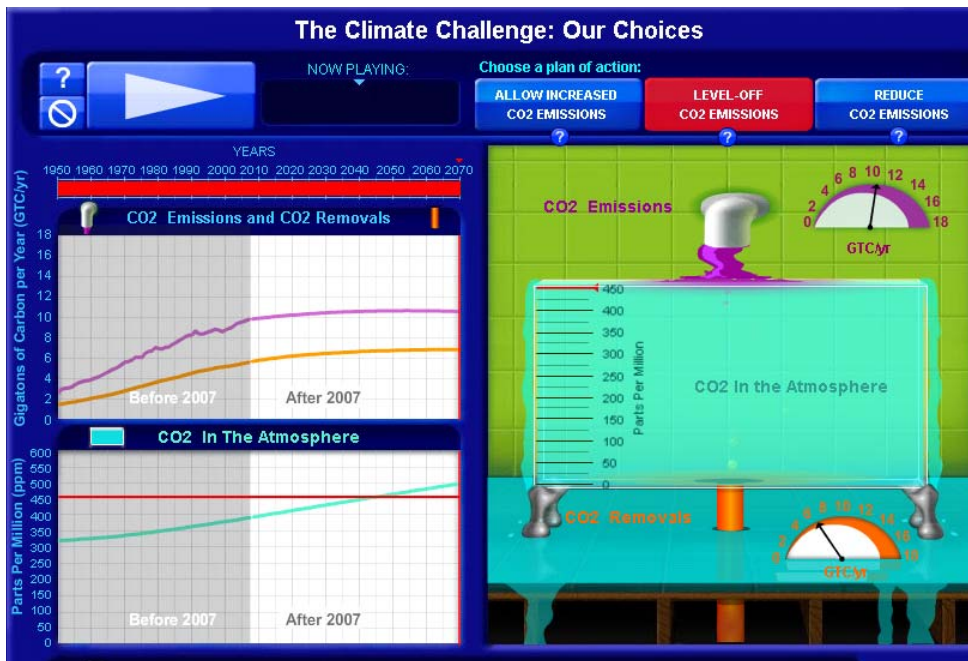 The Climate Challenge: Our Choices
?
NOW PLAYING:
Choose a plan of action:
ALLOW INCREASED
CO2 EMISSIONS
LEVEL-OFF
CO2 EMISSIONS
REDUCE
CO2 EMISSIONS
? ? ?
YEARS
1950 1960 1970 1980 1990 2000 2010 2020 2030 2040 2050 2060 2070
CO2 Emissions and CO2 Removals
Gigatons of Carbon per Year (GTC/yr)
18
16
14
12
10
8
6
4
2
0
Before 2007 After 2007
CO2 In The Atmosphere
Parts Per Million (ppm)
600
550
500
450
400
350
300
250
200
150
100
50
0
Before 2007 After 2007
CO2 Emissions
0 2 4 6 8 10 12 14 16 18
GTC/yr
450
400
350
300
250
200
150
100
50
0
Parts Per Million
CO2 In the Atmosphere
CO2 Removals
0 2 4 6 8 10 12 14 16 18
GTC/yr